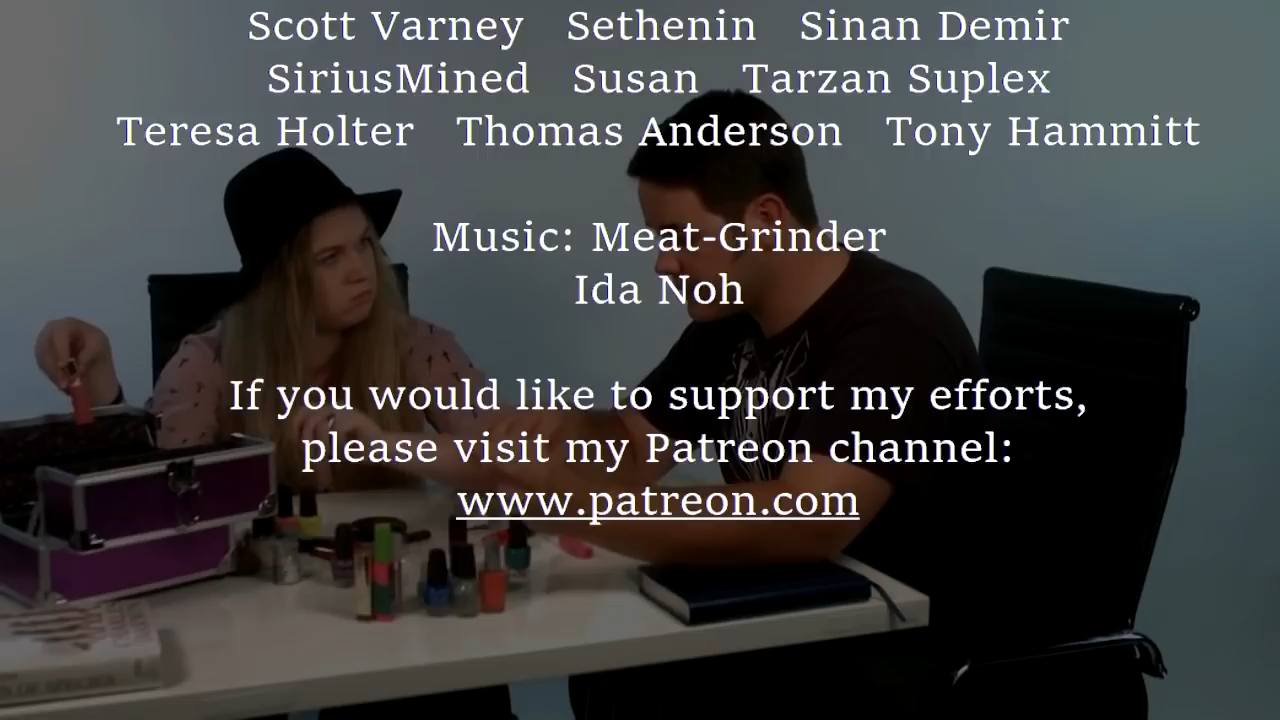 Scott Varney Sethenin Sinan Demir
SiriusMined Susan Tarzan Suplex
Teresa Holter Thomas Anderson Tony Hammitt
Music: Meat-Grinder
Ida Noh
If you would like to support my efforts,
please visit my Patreon channel:
www.patreon.com